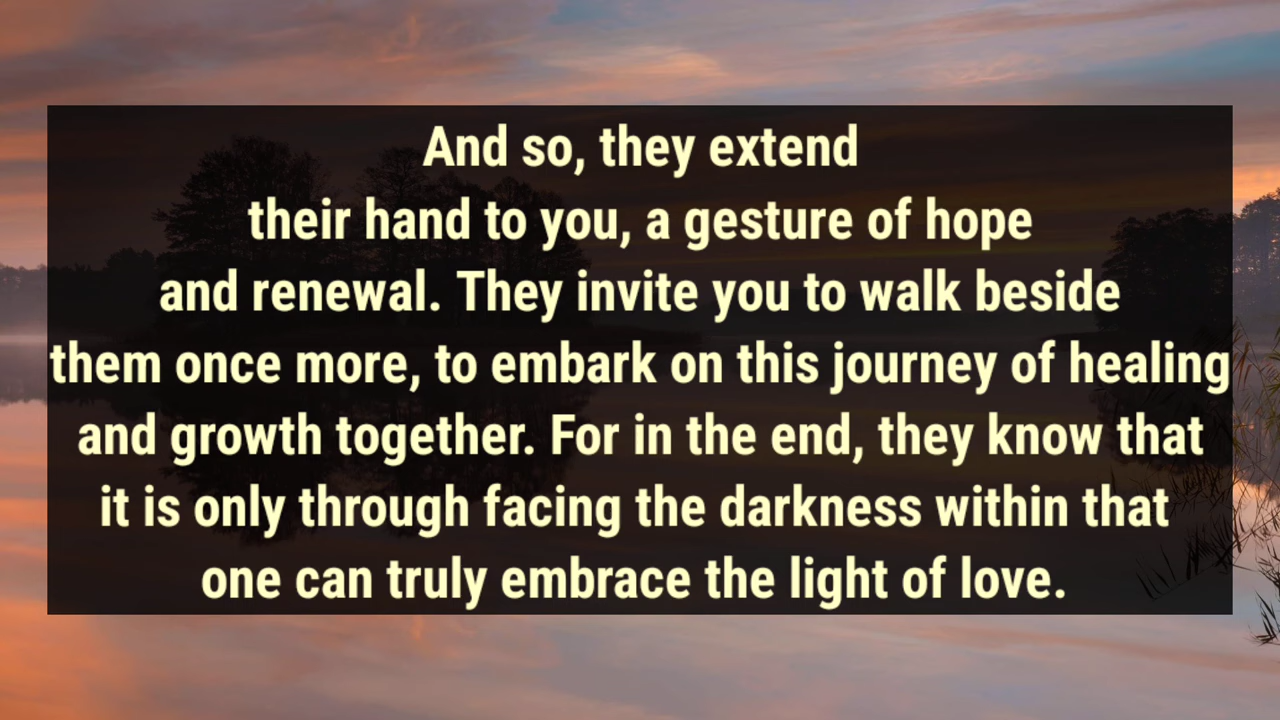 And so, they extend
their hand to you, a gesture of hope
and renewal. They invite you to walk beside
them once more, to embark on this journey of healing
and growth together. For in the end, they know that
it is only through facing the darkness within that
one can truly embrace the light of love.